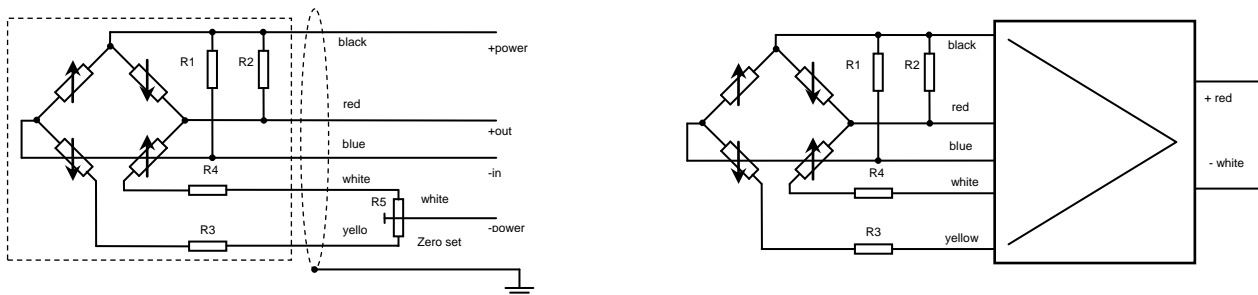 black
+power
R1
R2
red
+out
blue
-in
R4
white
R5
white
-power
yello
R3
Zero set
black
R1
R2
red
+ red
blue
- white
R4
white
R3
yellow